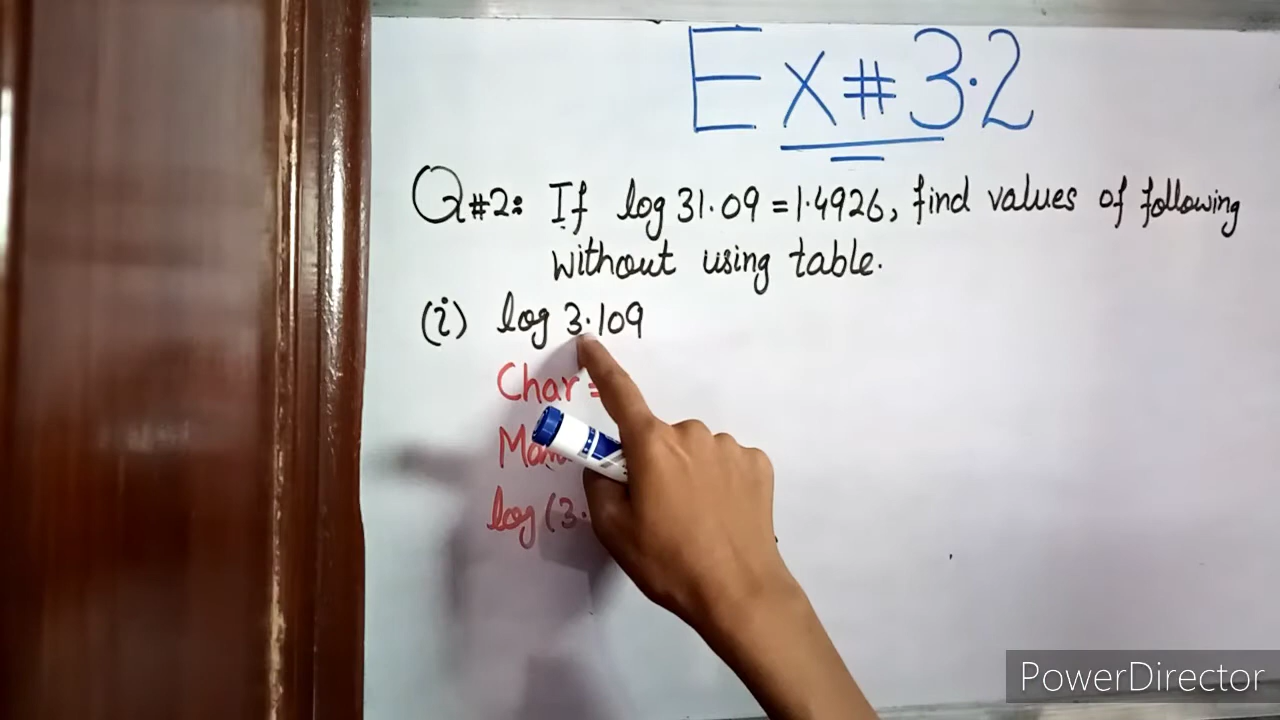 Ex#3.2
Q#2: If log 31.09 = 1.4926, find values of following
without using table.
(i) log 3.109
Char =
log (3.
PowerDirector